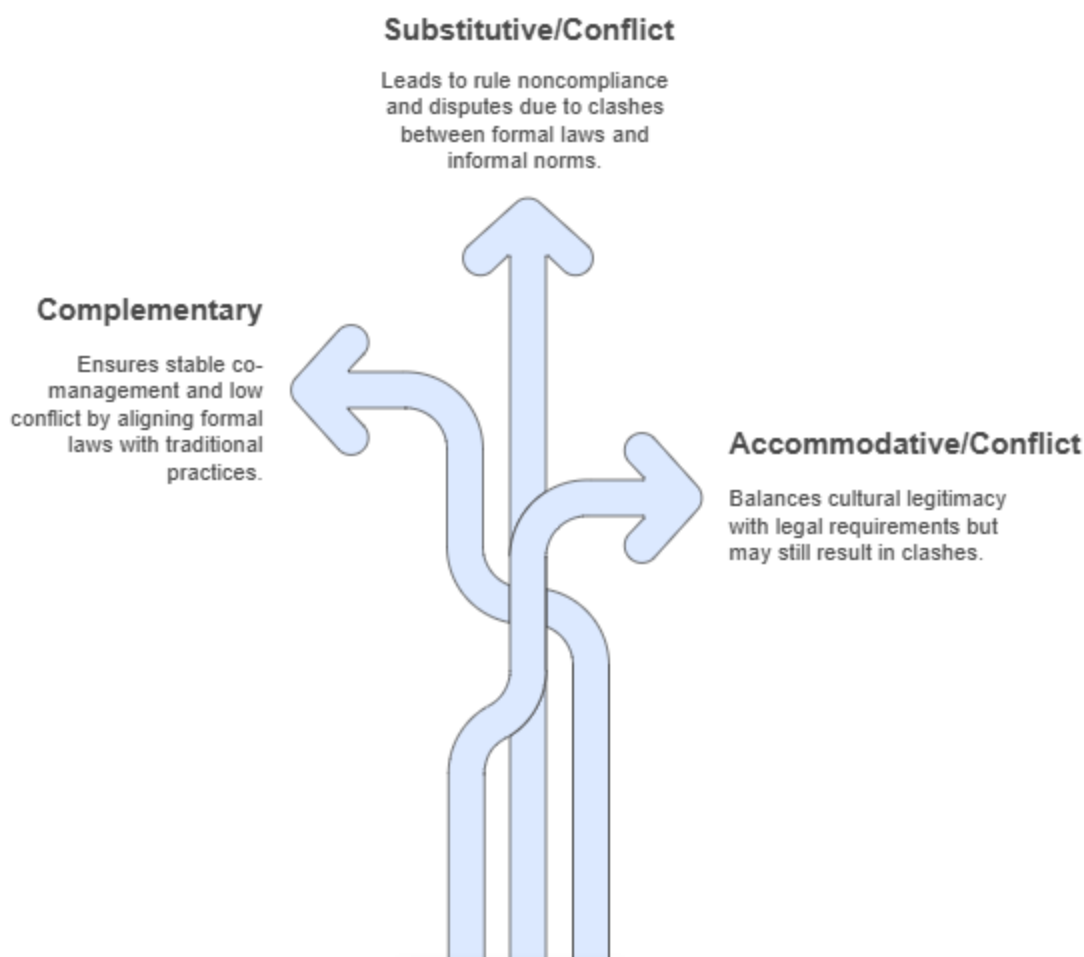 Substitutive/Conflict
Leads to rule noncompliance
and disputes due to clashes
between formal laws and
informal norms.
Complementary
Ensures stable co-
management and low
conflict by aligning formal
laws with traditional
practices.
Accommodative/Conflict
Balances cultural legitimacy
with legal requirements but
may still result in clashes.